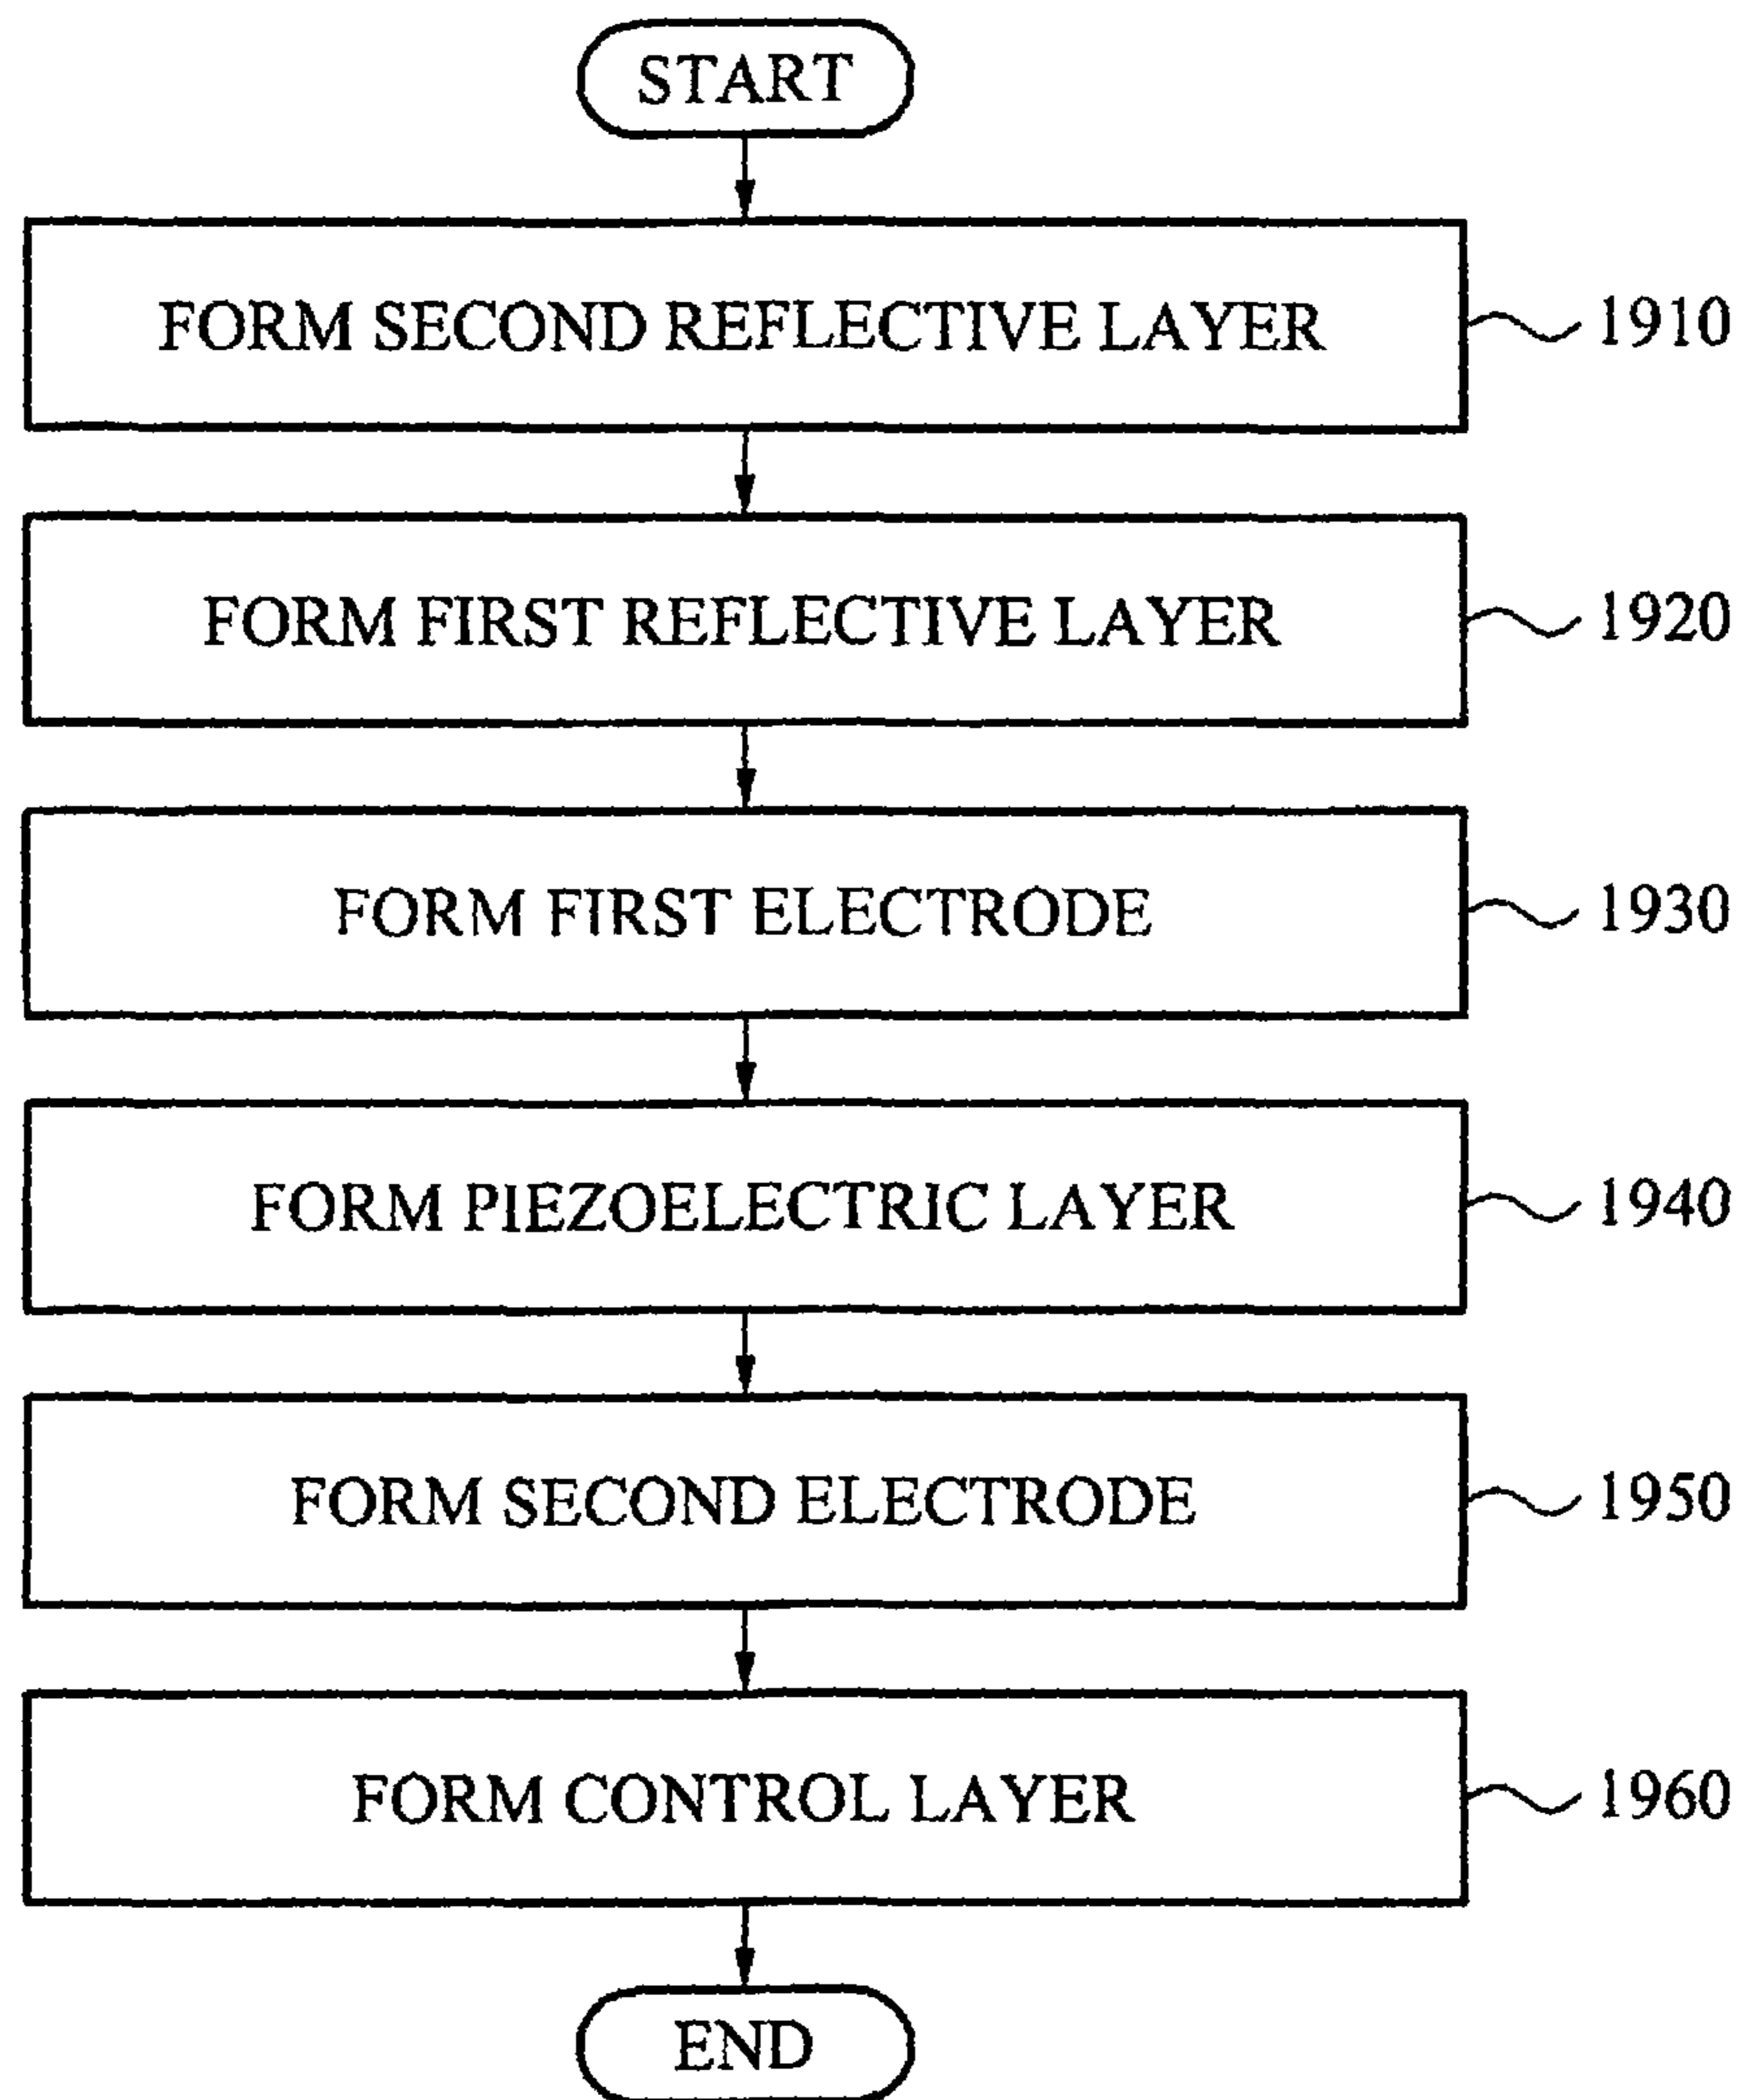 START
FORM SECOND REFLECTIVE LAYER 1910
FORM FIRST REFLECTIVE LAYER 1920
FORM FIRST ELECTRODE 1930
FORM PIEZOELECTRIC LAYER 1940
FORM SECOND ELECTRODE 1950
FORM CONTROL LAYER 1960
END